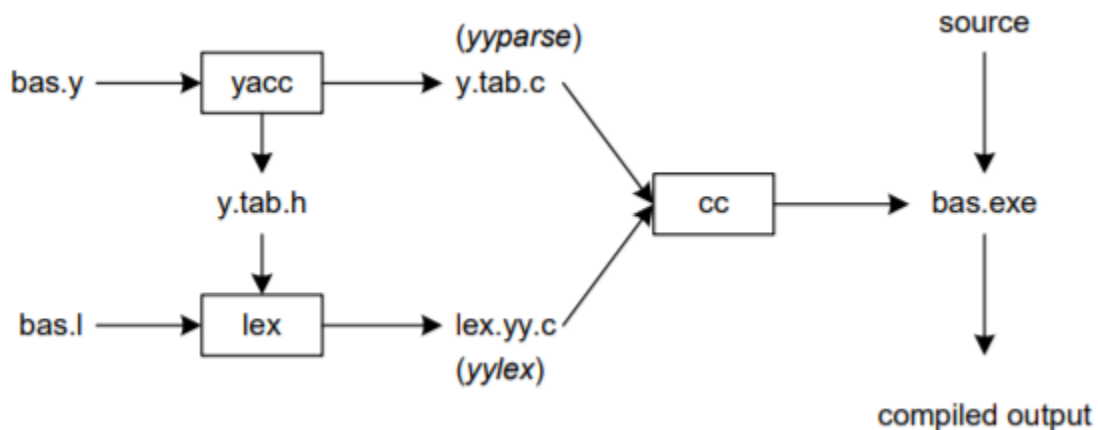 (yyparse)
source
bas.y
yacc
y.tab.c
y.tab.h
cc
bas.exe
bas.l
lex
lex.yy.c
(yylex)
compiled output